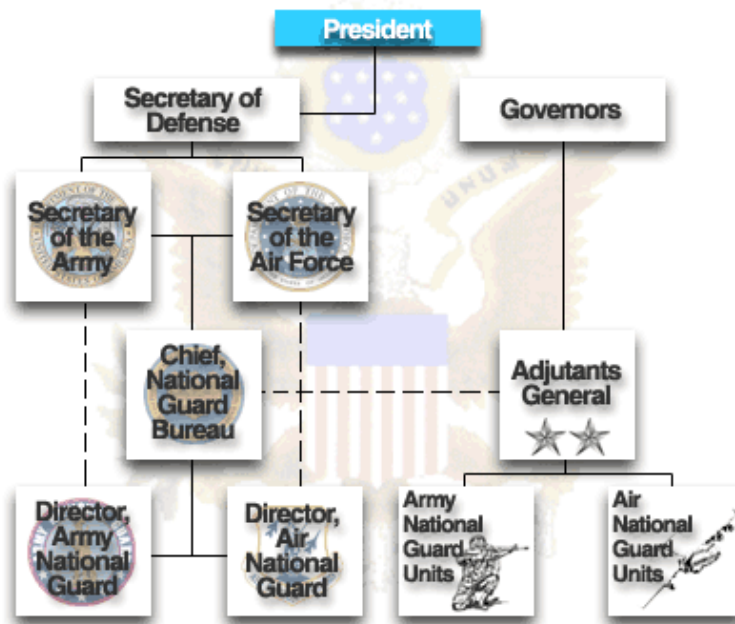 President
Secretary of
Defense
Governors
Secretary
of the
Army
Secretary
of the
Air Force
Chief,
National
Guard
Bureau
Adjutants
General
Director,
Army
National
Guard
Director,
Air
National
Guard
Army
National
Guard
Units
Air
National
Guard
Units